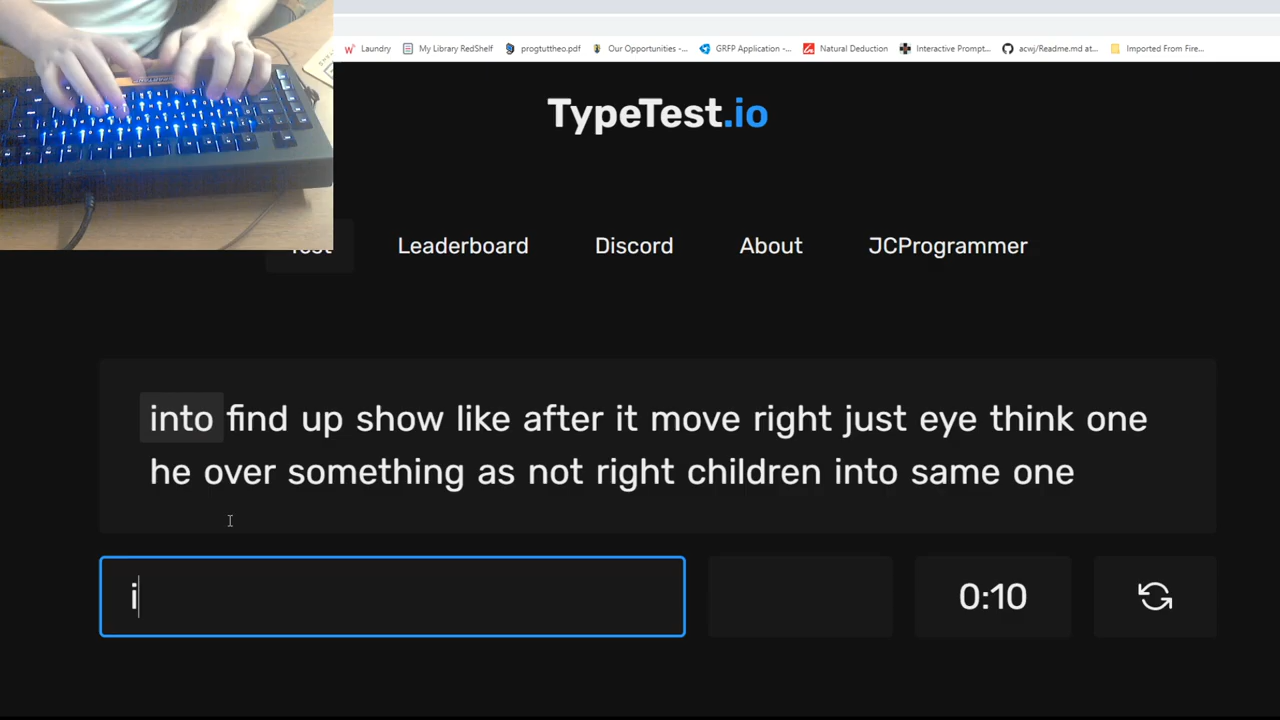 Laundry My Library RedShelf progtuttheo.pdf Our Opportunities -... GRFP Application -... Natural Deduction Interactive Prompt... acwj/Readme.md at... Imported From Fire...
TypeTest.io
Leaderboard Discord About JCProgrammer
into find up show like after it move right just eye think one
he over something as not right children into same one
i
0:10